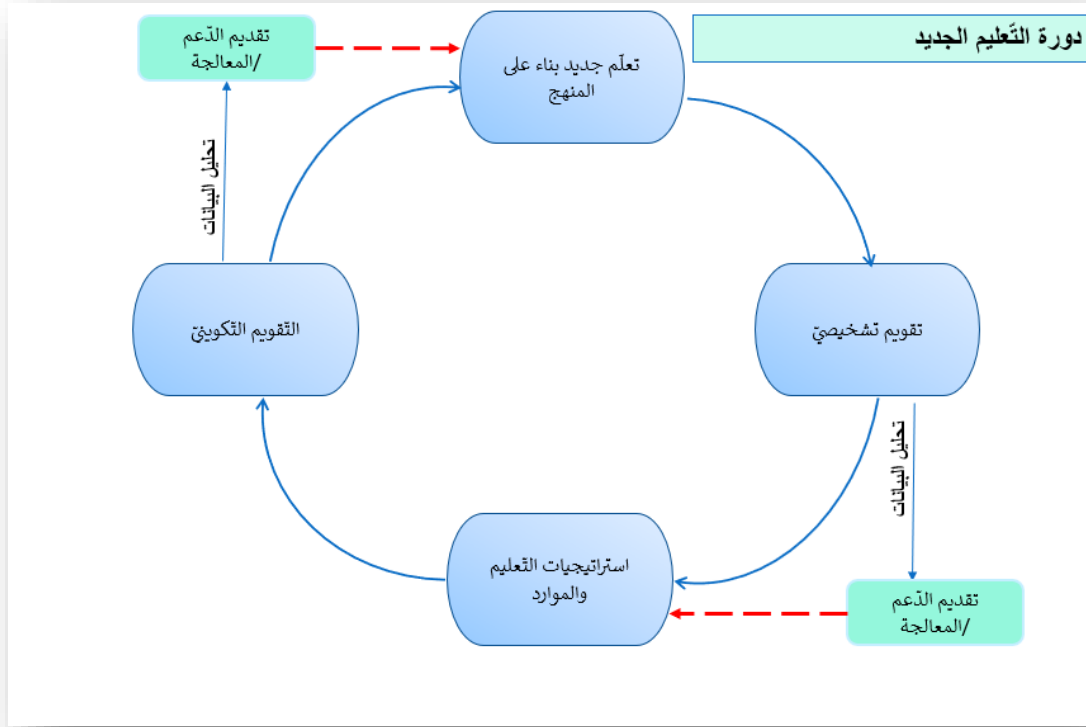 دورة التّعليم الجديد
تعلّم جديد بناء على
المنهج
تقويم تشخيصيّ
تحليل البيانات
تقديم الدّعم
/المعالجة
استراتيجيات التّعليم
والموارد
التّقويم التّكوينيّ
تحليل البيانات
تقديم الدّعم
/المعالجة